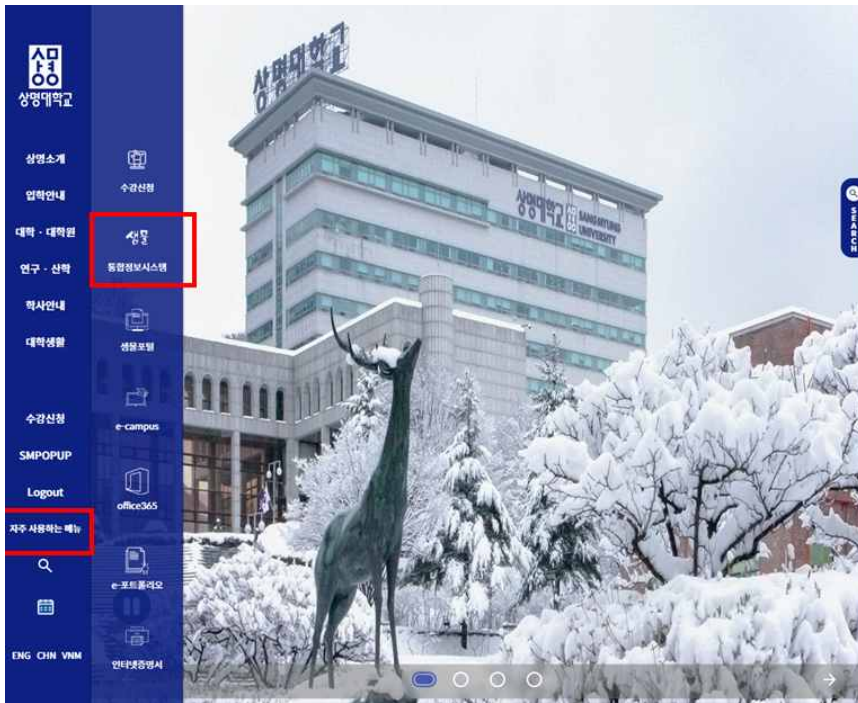 상명대학교
상명소개
입학안내
대학 · 대학원
연구 · 산학
학사안내
대학생활
수강신청
SMPOPUP
Logout
자주 사용하는 메뉴
ENG CHN VNM
수강신청
샘물
통합정보시스템
샘물포털
e-campus
office365
e-포트폴리오
인터넷증명서
상명대학교
상명대학교 SANGMYUNG
UNIVERSITY
SEARCH